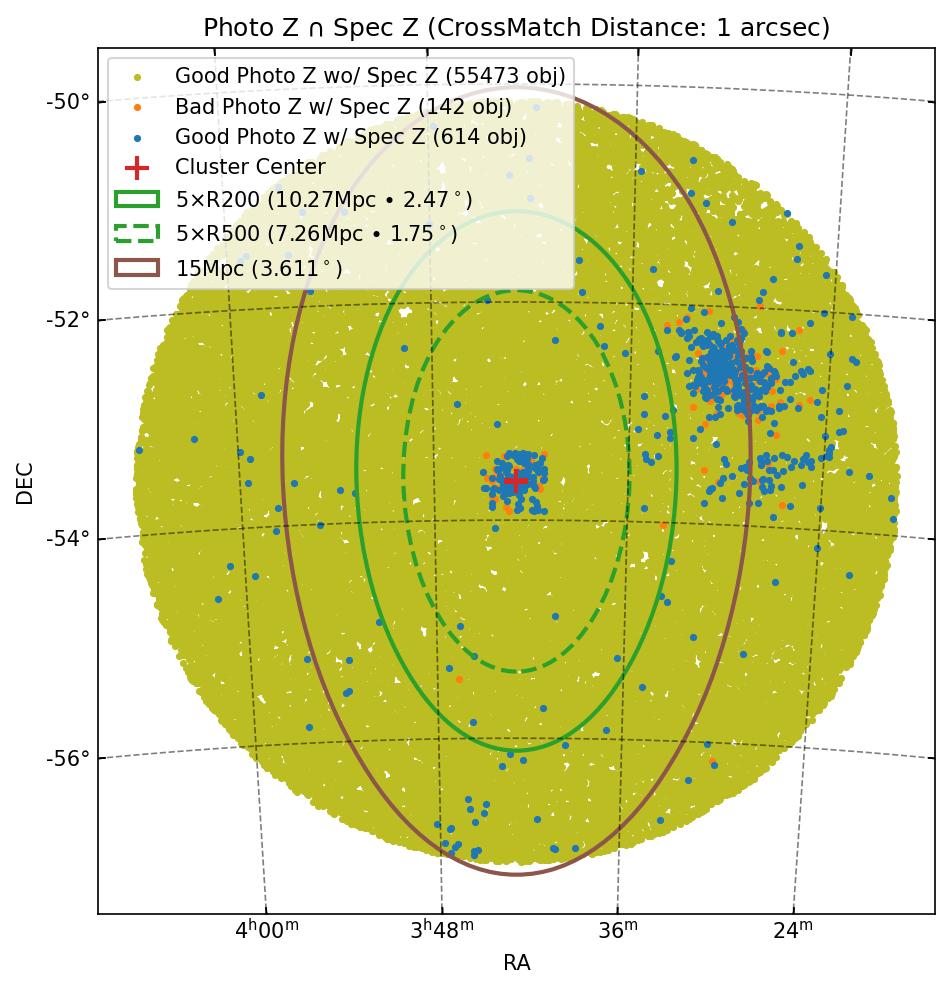 Photo Z ∩ Spec Z (CrossMatch Distance: 1 arcsec)
Good Photo Z wo/ Spec Z (55473 obj)
Bad Photo Z w/ Spec Z (142 obj)
Good Photo Z w/ Spec Z (614 obj)
Cluster Center
5×R200 (10.27Mpc • 2.47°)
5×R500 (7.26Mpc • 1.75°)
15Mpc (3.611°)
-50°
-52°
-54°
-56°
DEC
4ʰ00ᵐ 3ʰ48ᵐ 36ᵐ 24ᵐ
RA